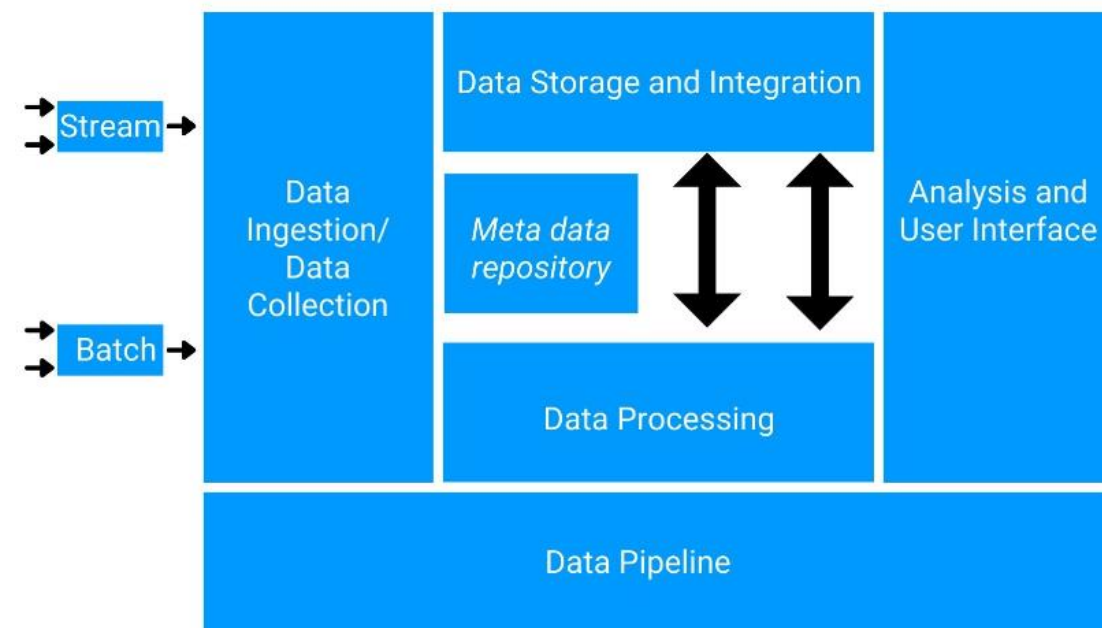 Stream
Batch
Data
Ingestion/
Data
Collection
Data Storage and Integration
Meta data
repository
Data Processing
Analysis and
User Interface
Data Pipeline